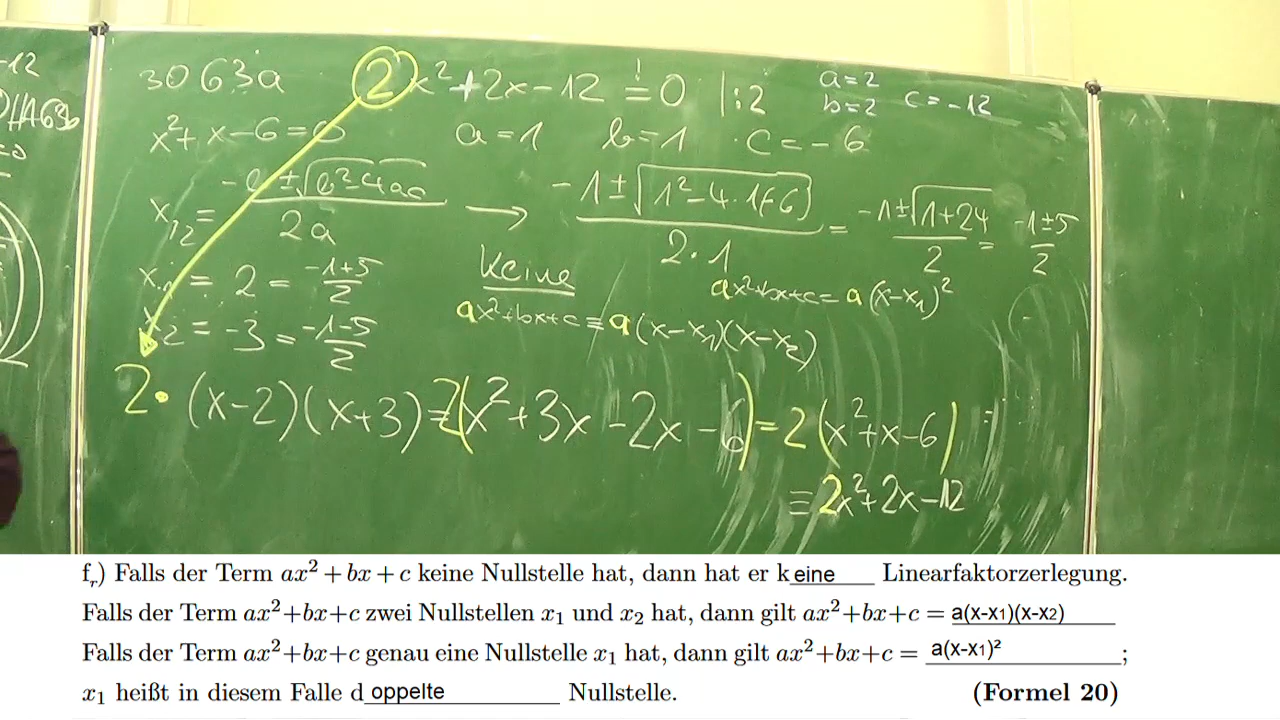 -12
3063a 2x²+2x-12 = 0 |:2 a=2 b=2 c=-12
x²+x-6=0 a=1 b=1 c=-6
x₁₂ = (-b±√(b²-4ac))/(2a) → (-1±√(1²-4·1(-6)))/(2·1) = (-1±√(1+24))/2 = (-1±5)/2
x₁ = 2 = (-1+5)/2
keine
ax²+bx+c = a(x-x₁)²
x₂ = -3 = (-1-5)/2
ax²+bx+c = a(x-x₁)(x-x₂)
2·(x-2)(x+3)=2(x²+3x-2x-6)=2(x²+x-6) =
= 2x²+2x-12
fᵣ) Falls der Term ax² + bx + c keine Nullstelle hat, dann hat er keine Linearfaktorzerlegung.
Falls der Term ax²+bx+c zwei Nullstellen x₁ und x₂ hat, dann gilt ax²+bx+c = a(x-x₁)(x-x₂)
Falls der Term ax²+bx+c genau eine Nullstelle x₁ hat, dann gilt ax²+bx+c = a(x-x₁)² ;
x₁ heißt in diesem Falle doppelte Nullstelle. (Formel 20)